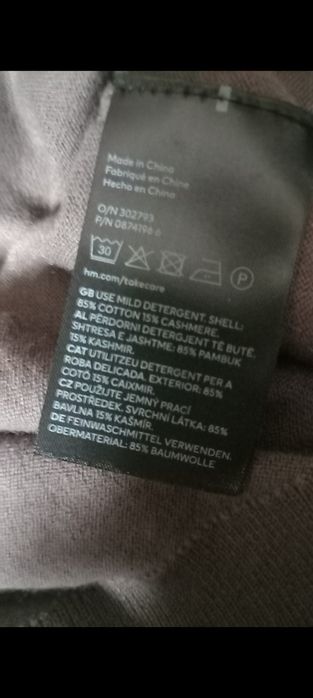 Made in China
Fabriqué en Chine
Hecho en China
O/N 302793
P/N 0874196 6
30
P
hm.com/takecare
GB USE MILD DETERGENT. SHELL:
85% COTTON 15% CASHMERE.
AL PËRDORNI DETERGJENT TË BUTË.
SHTRESA E JASHTME: 85% PAMBUK
15% KASHMIR.
CAT UTILITZEU DETERGENT PER A
ROBA DELICADA. EXTERIOR: 85%
COTÓ 15% CAIXMIR.
CZ POUŽIJTE JEMNÝ PRACÍ
PROSTŘEDEK. SVRCHNÍ LÁTKA: 85%
BAVLNA 15% KAŠMÍR.
DE FEINWASCHMITTEL VERWENDEN.
OBERMATERIAL: 85% BAUMWOLLE